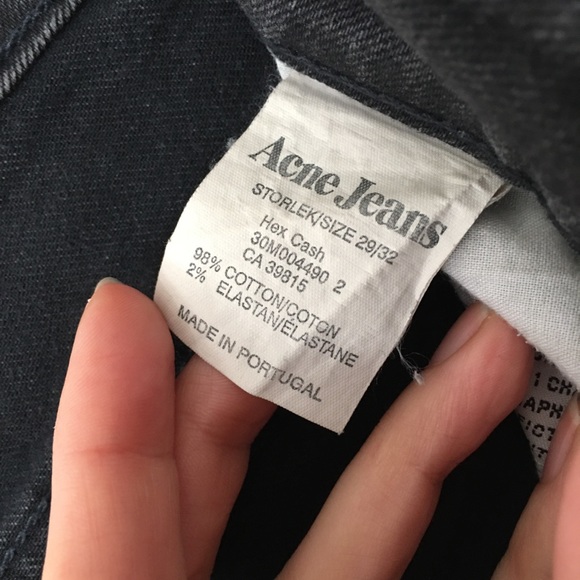 Acne Jeans
STORLEK/SIZE 29/32
Hex Cash
30M004490 2
CA 39815
98% COTTON/COTON
2% ELASTAN/ÉLASTANE
MADE IN PORTUGAL